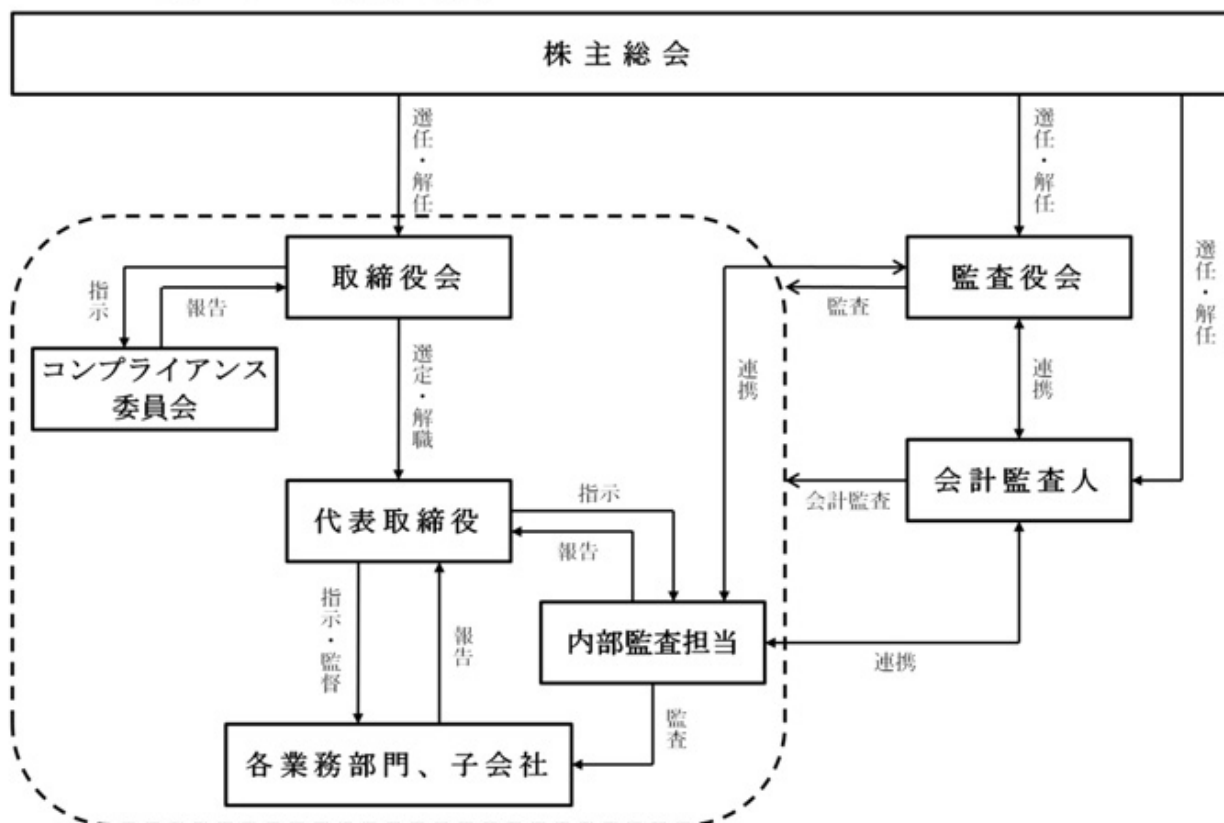 株主総会
選任・解任
選任・解任
選任・解任
取締役会
監査役会
指示
報告
監査
コンプライアンス
委員会
選定・解職
連携
連携
代表取締役
指示
報告
会計監査人
会計監査
指示・監督
報告
内部監査担当
連携
監査
各業務部門、子会社